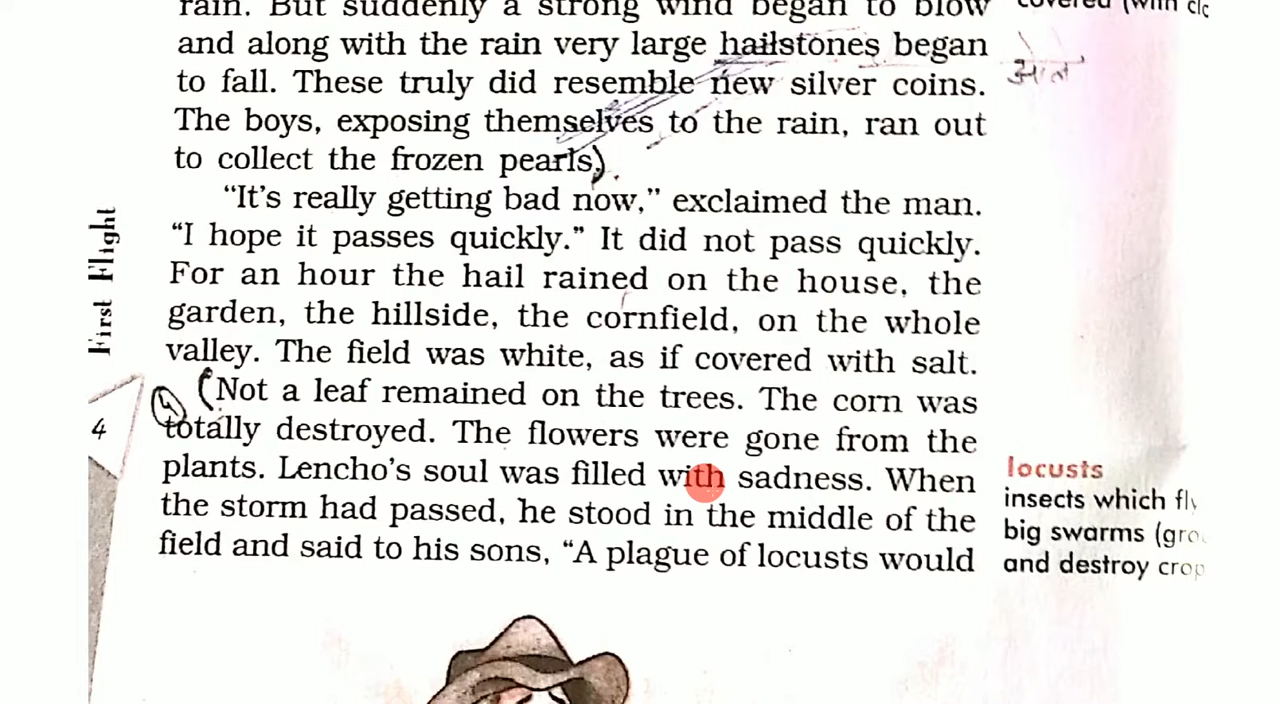 rain. But suddenly a strong wind began to blow
and along with the rain very large hailstones began
to fall. These truly did resemble new silver coins.
The boys, exposing themselves to the rain, ran out
to collect the frozen pearls.
"It's really getting bad now," exclaimed the man.
"I hope it passes quickly." It did not pass quickly.
For an hour the hail rained on the house, the
garden, the hillside, the cornfield, on the whole
valley. The field was white, as if covered with salt.
(Not a leaf remained on the trees. The corn was
totally destroyed. The flowers were gone from the
plants. Lencho's soul was filled with sadness. When
the storm had passed, he stood in the middle of the
field and said to his sons, "A plague of locusts would
covered (with
locusts
insects which
big swarms
and destroy
First Flight
4